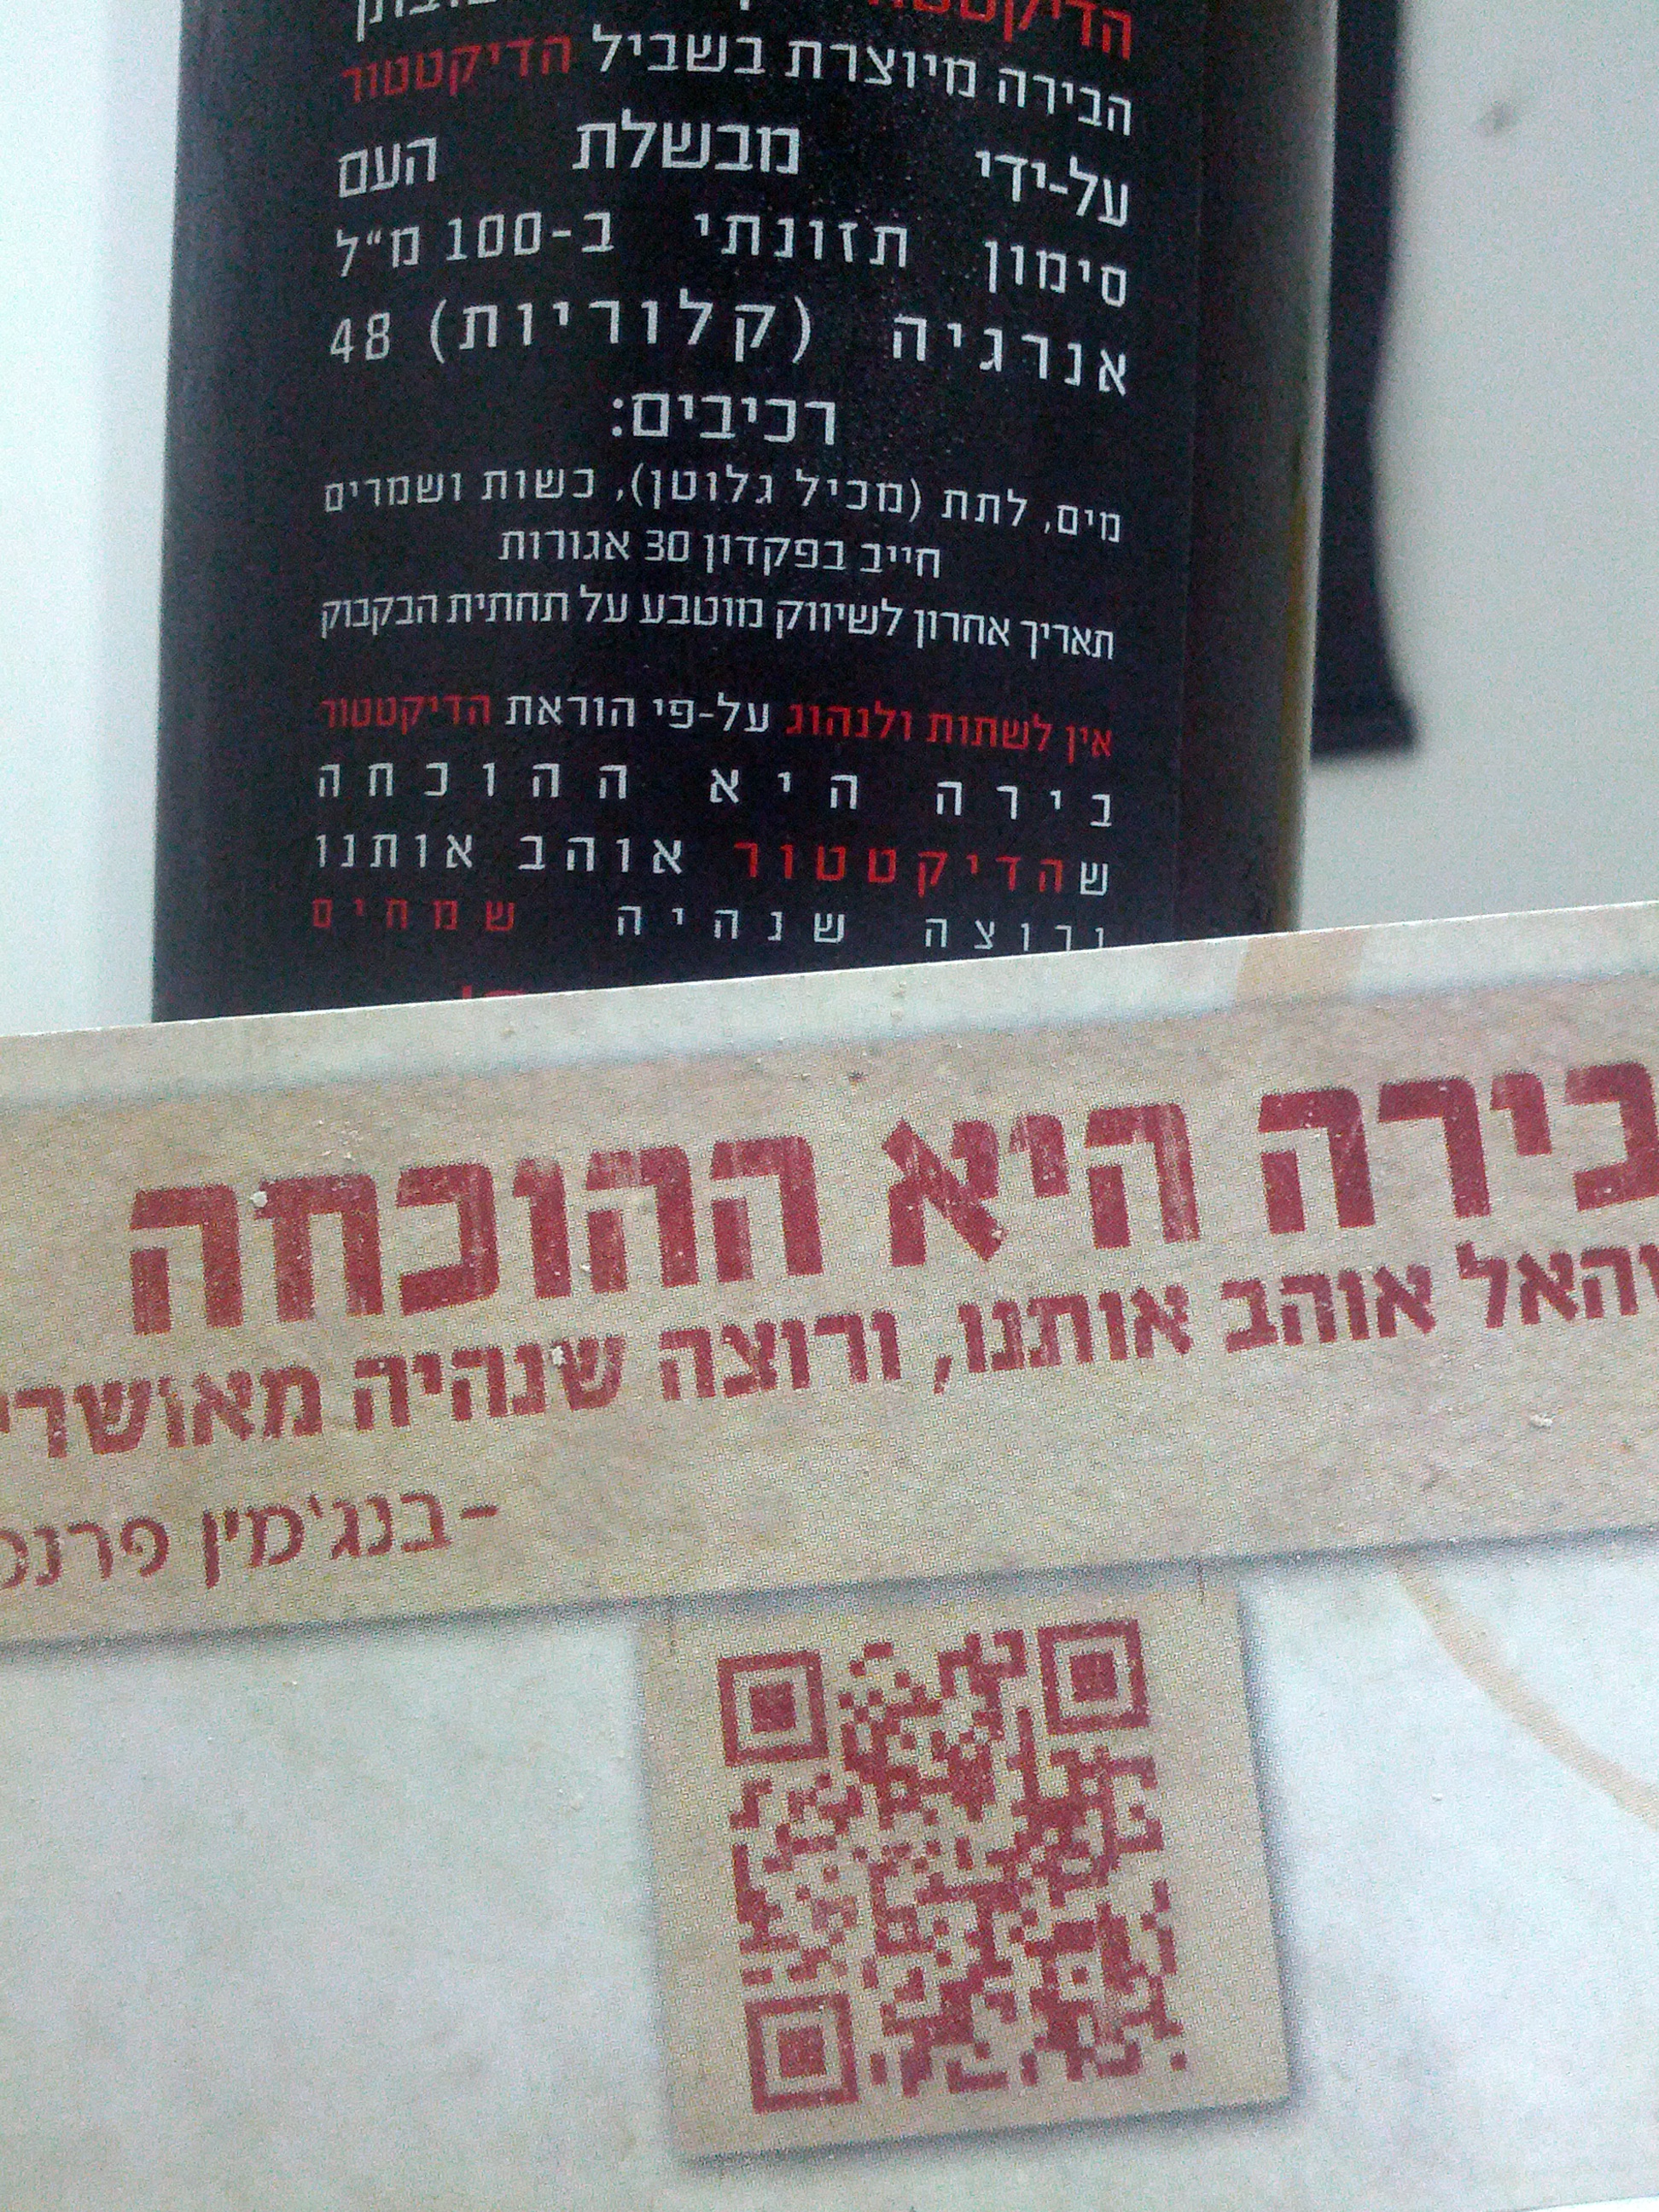 הבירה מיוצרת בשביל הדיקטטור
על-ידי מבשלת העם
סימון תזונתי ב-100 מ״ל
אנרגיה (קלוריות) 48
רכיבים:
מים, לתת (מכיל גלוטן), כשות ושמרים
חייב בפקדון 30 אגורות
תאריך אחרון לשיווק מוטבע על תחתית הבקבוק
אין לשתות ולנהוג על-פי הוראת הדיקטטור
בירה היא ההוכחה
שהדיקטטור אוהב אותנו
ורוצה שנהיה שמחים
בירה היא ההוכחה
אוהב אותנו, ורוצה שנהיה
-בנג'מין